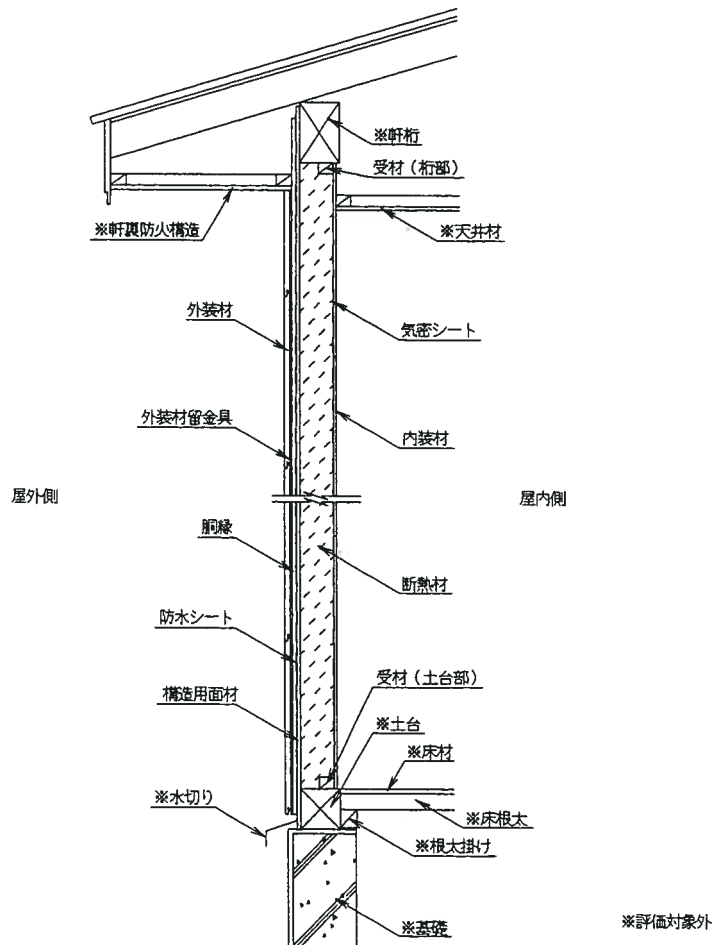 ※軒桁
受材(桁部)
※軒裏防火構造
※天井材
外装材
気密シート
外装材留金具
内装材
屋外側
屋内側
胴縁
断熱材
防水シート
受材(土台部)
構造用面材
※土台
※床材
※水切り
※床根太
※根太掛け
※基礎
※評価対象外